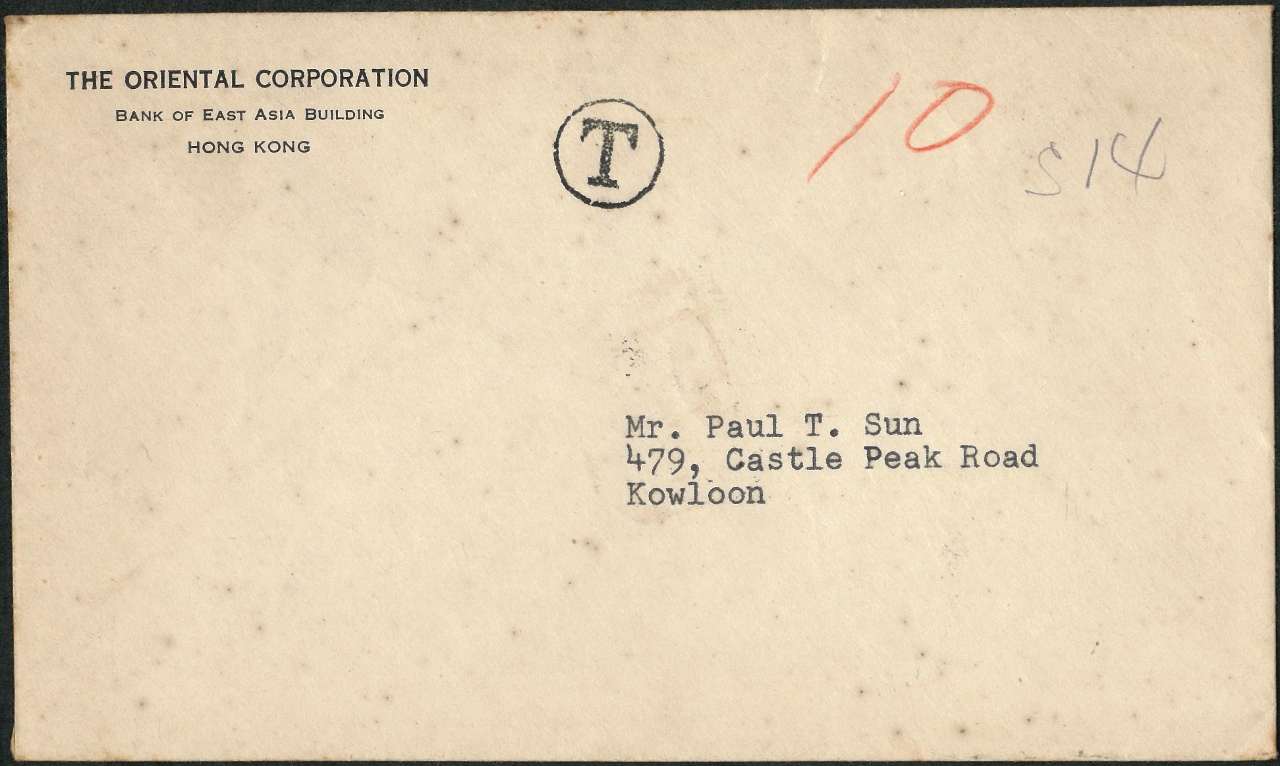 THE ORIENTAL CORPORATION
BANK OF EAST ASIA BUILDING
HONG KONG
T
10
S 14
Mr. Paul T. Sun
479, Castle Peak Road
Kowloon